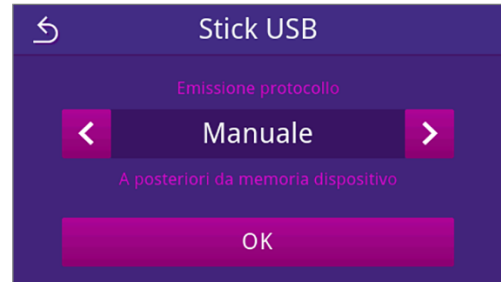 Stick USB
Emissione protocollo
Manuale
A posteriori da memoria dispositivo
OK